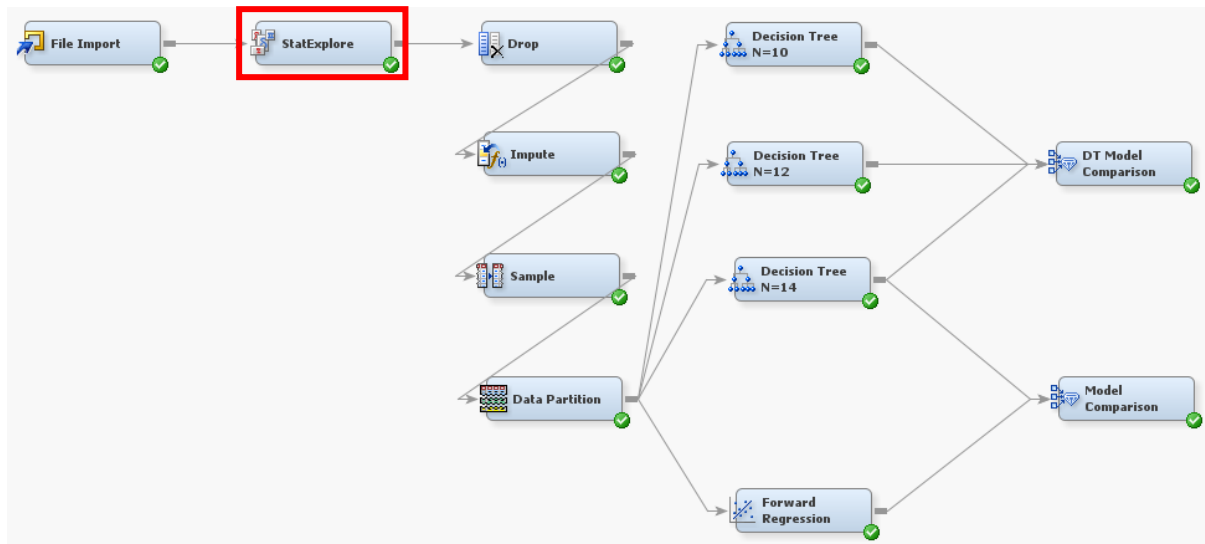 File Import
StatExplore
Drop
Impute
Sample
Data Partition
Decision Tree
N=10
Decision Tree
N=12
Decision Tree
N=14
Forward
Regression
DT Model
Comparison
Model
Comparison